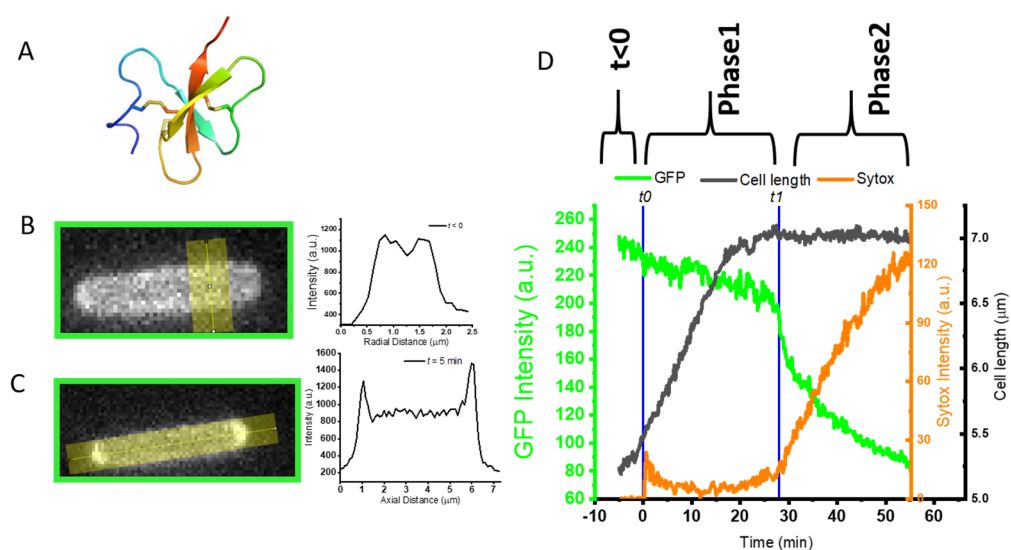 A
B
t < 0
Intensity (a.u.)
1200
1000
800
600
400
0.0 0.5 1.0 1.5 2.0 2.5
Radial Distance (μm)
C
t = 5 min
Intensity (a.u.)
1600
1400
1200
1000
800
600
400
200
0 1 2 3 4 5 6 7
Axial Distance (μm)
D
t<0
Phase1
Phase2
GFP Cell length Sytox
t0 t1
GFP Intensity (a.u.)
260
240
220
200
180
160
140
120
100
80
60
-10 0 10 20 30 40 50 60
Time (min)
150
120
90
60
30
0
Sytox Intensity (a.u.)
7.0
6.5
6.0
5.5
5.0
Cell length (μm)